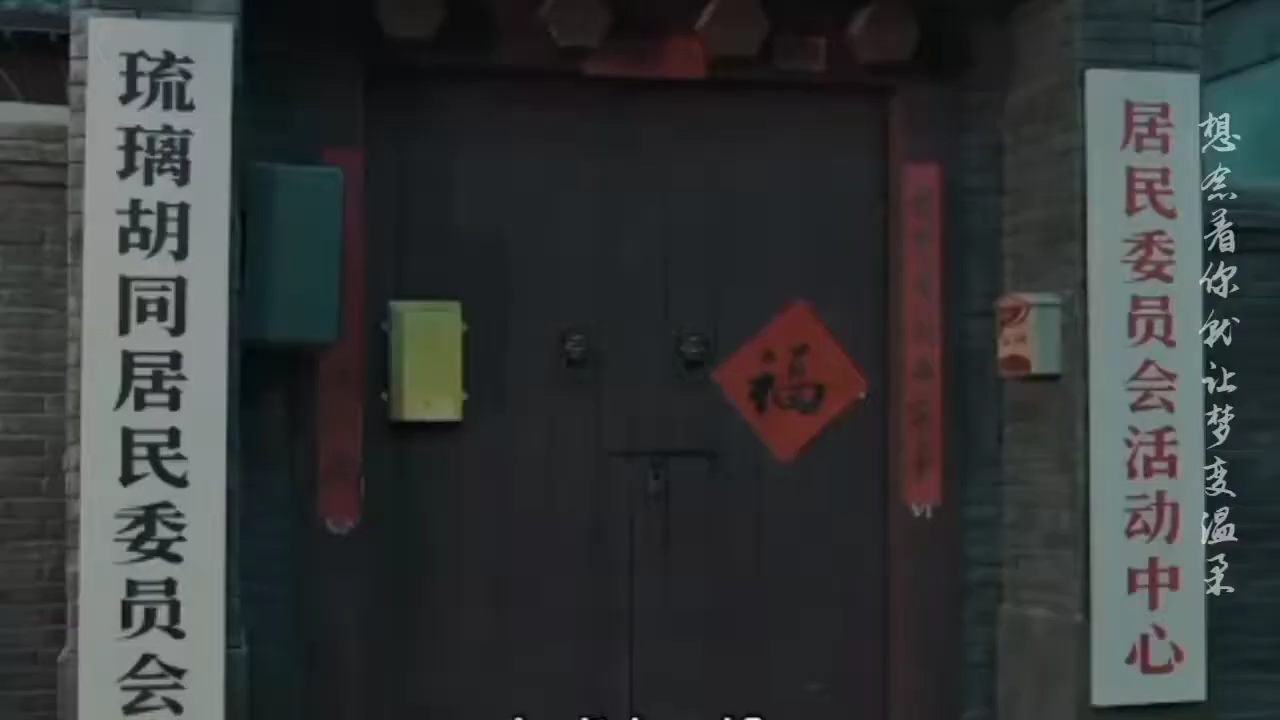 琉璃胡同居民委员会
福
居民委员会活动中心
想念着你我让梦变温柔